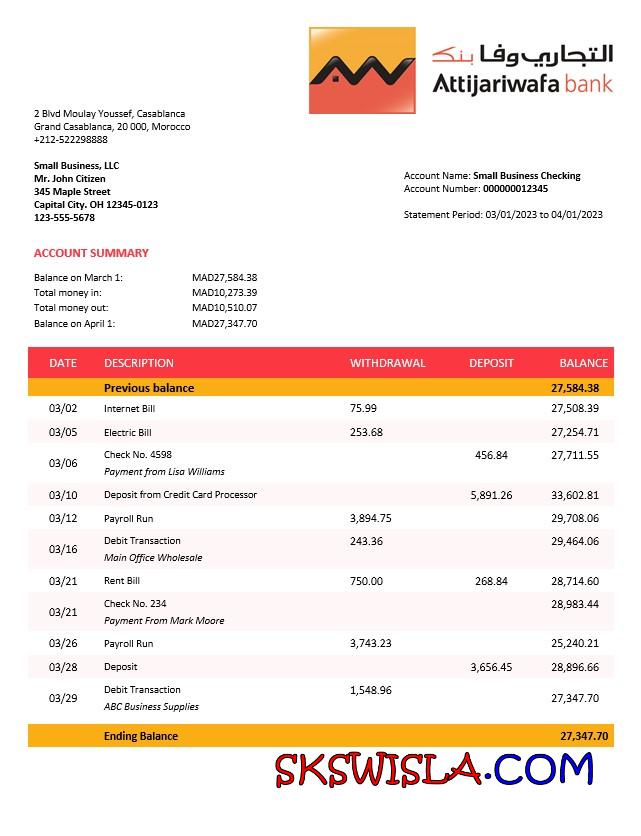 التجاري وفا بنك
Attijariwafa bank
2 Blvd Moulay Youssef, Casablanca
Grand Casablanca, 20 000, Morocco
+212-522298888
Small Business, LLC
Mr. John Citizen
345 Maple Street
Capital City. OH 12345-0123
123-555-5678
Account Name: Small Business Checking
Account Number: 000000012345
Statement Period: 03/01/2023 to 04/01/2023
ACCOUNT SUMMARY
Balance on March 1: MAD27,584.38
Total money in: MAD10,273.39
Total money out: MAD10,510.07
Balance on April 1: MAD27,347.70
DATE DESCRIPTION WITHDRAWAL DEPOSIT BALANCE
Previous balance 27,584.38
03/02 Internet Bill 75.99 27,508.39
03/05 Electric Bill 253.68 27,254.71
03/06 Check No. 4598 456.84 27,711.55
Payment from Lisa Williams
03/10 Deposit from Credit Card Processor 5,891.26 33,602.81
03/12 Payroll Run 3,894.75 29,708.06
03/16 Debit Transaction 243.36 29,464.06
Main Office Wholesale
03/21 Rent Bill 750.00 268.84 28,714.60
03/21 Check No. 234 28,983.44
Payment From Mark Moore
03/26 Payroll Run 3,743.23 25,240.21
03/28 Deposit 3,656.45 28,896.66
03/29 Debit Transaction 1,548.96 27,347.70
ABC Business Supplies
Ending Balance 27,347.70
SKSWISLA.COM